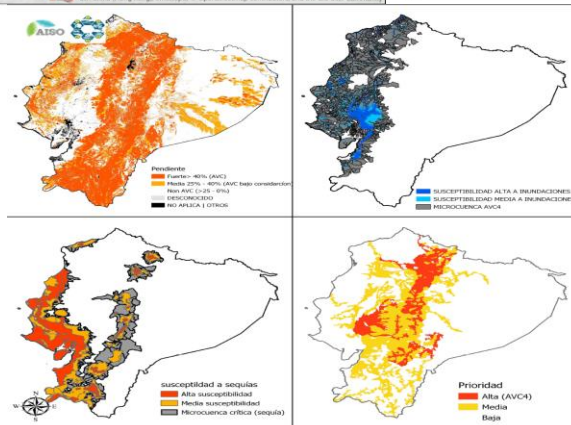 AISO
Pendiente
Fuerte> 40% (AVC)
Media 25% - 40% (AVC bajo consideración)
Non AVC (>25 - 0%)
DESCONOCIDO
NO APLICA | OTROS
SUSCEPTIBILIDAD ALTA A INUNDACIONES
SUSCEPTIBILIDAD MEDIA A INUNDACIONES
MICROCUENCA AVC4
susceptildad a sequías
Alta susceptibilidad
Media susceptibilidad
Microcuenca crítica (sequía)
N
W
E
S
Prioridad
Alta (AVC4)
Media
Baja